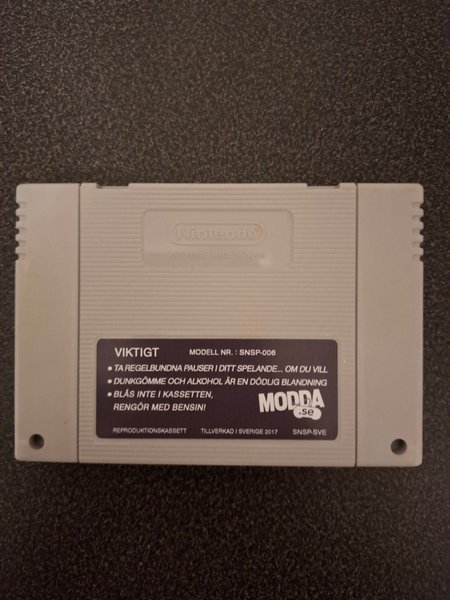 Nintendo
VIKTIGT MODELL NR. : SNSP-006
• TA REGELBUNDNA PAUSER I DITT SPELANDE... OM DU VILL
• DUNKGÖMME OCH ALKOHOL ÄR EN DÖDLIG BLANDNING
• BLÅS INTE I KASSETTEN,
RENGÖR MED BENSIN!
MODDA
.se
REPRODUKTIONSKASSETT TILLVERKAD I SVERIGE 2017 SNSP-SVE